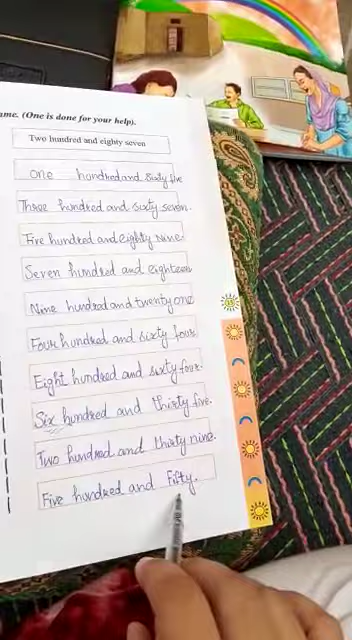 ame. (One is done for your help).
Two hundred and eighty seven
One hundred and sixty five
Three hundred and sixty seven.
Five hundred and eighty nine.
Seven hundred and eighteen
Nine hundred and twenty one
Four hundred and sixty four
Eight hundred and sixty four.
Six hundred and thirty five.
Two hundred and thirty nine.
Five hundred and Fifty.